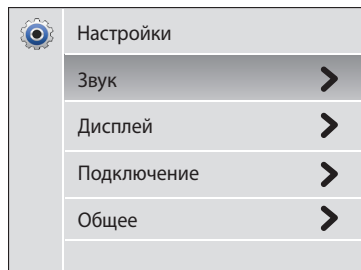 Настройки
Звук
Дисплей
Подключение
Общее